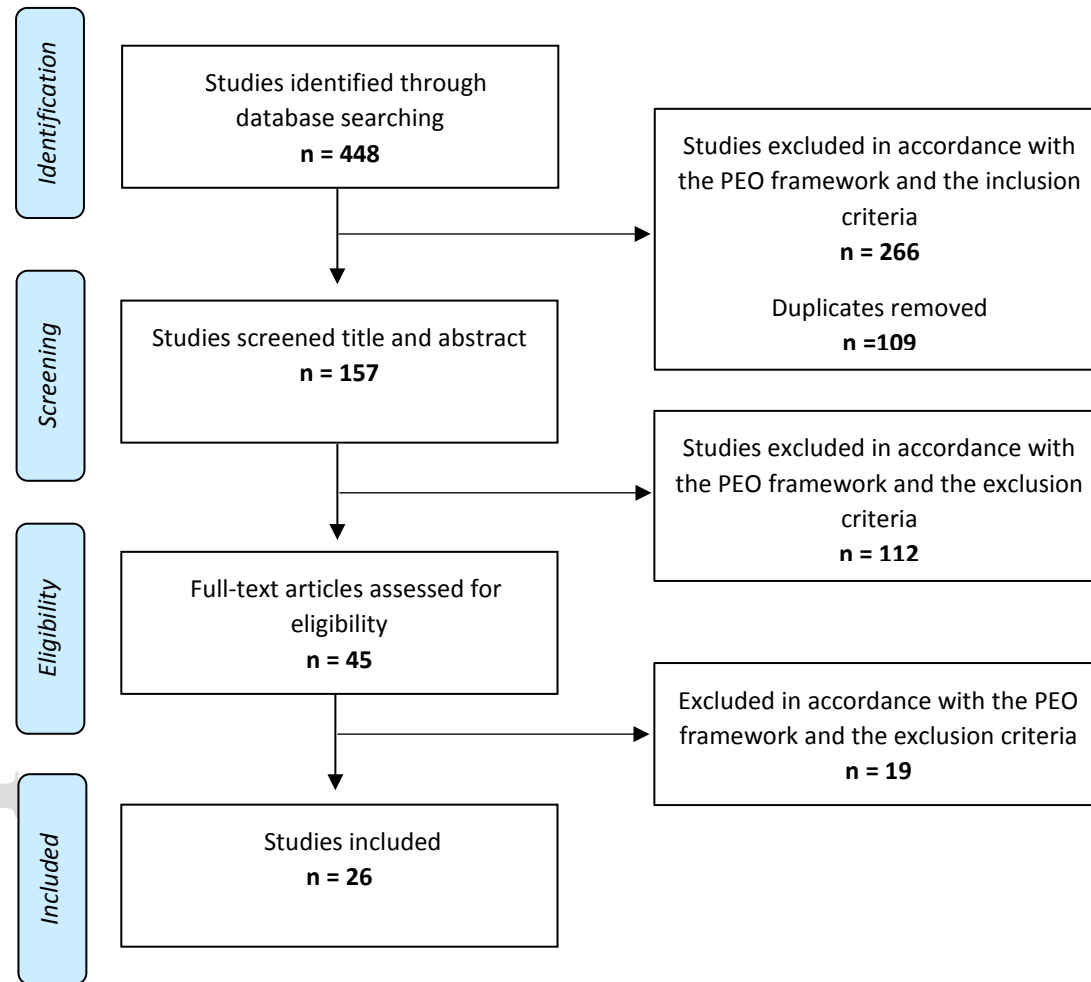 Identification
Studies identified through
database searching
n = 448
Studies excluded in accordance with
the PEO framework and the inclusion
criteria
n = 266
Duplicates removed
n =109
Screening
Studies screened title and abstract
n = 157
Studies excluded in accordance with
the PEO framework and the exclusion
criteria
n = 112
Eligibility
Full-text articles assessed for
eligibility
n = 45
Excluded in accordance with the PEO
framework and the exclusion criteria
n = 19
Included
Studies included
n = 26